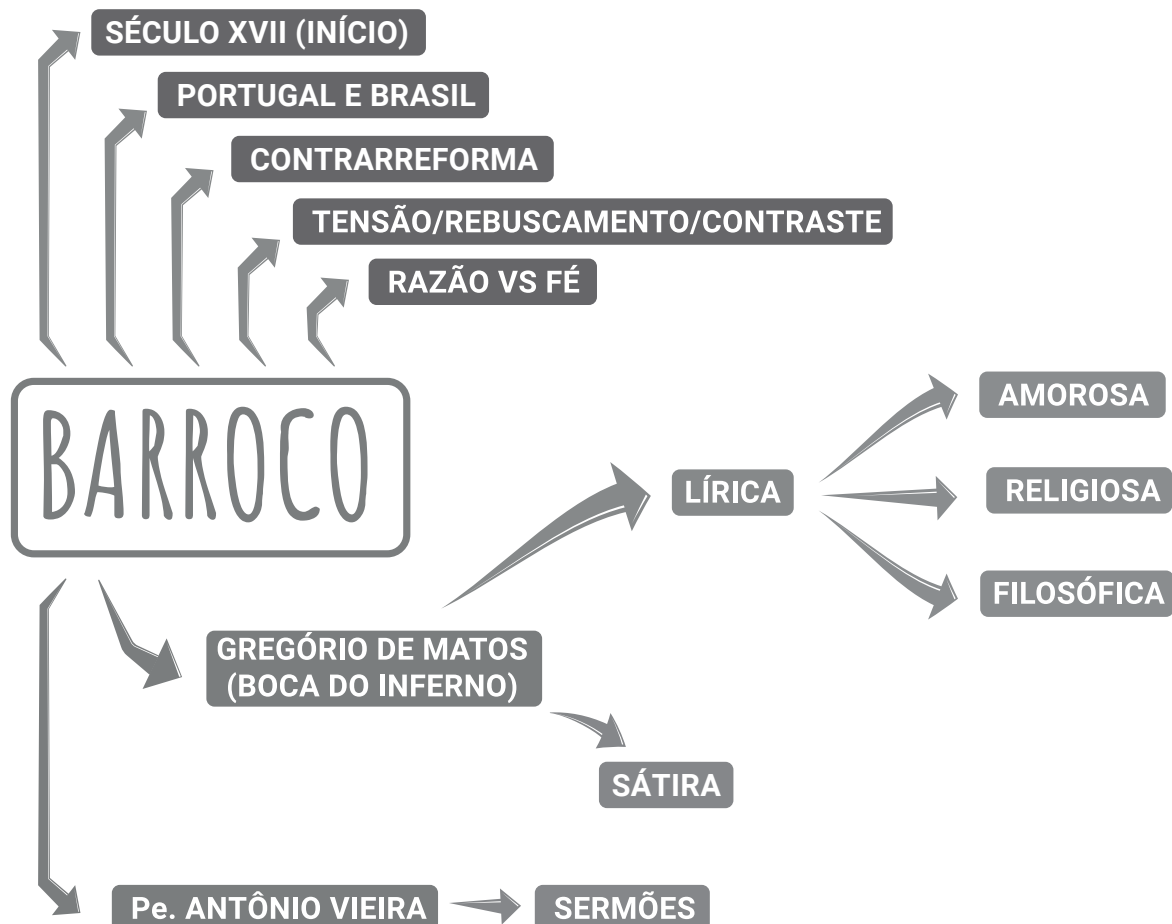 SÉCULO XVII (INÍCIO)
PORTUGAL E BRASIL
CONTRARREFORMA
TENSÃO/REBUSCAMENTO/CONTRASTE
RAZÃO VS FÉ
BARROCO
AMOROSA
LÍRICA
RELIGIOSA
FILOSÓFICA
GREGÓRIO DE MATOS
(BOCA DO INFERNO)
SÁTIRA
Pe. ANTÔNIO VIEIRA
SERMÕES